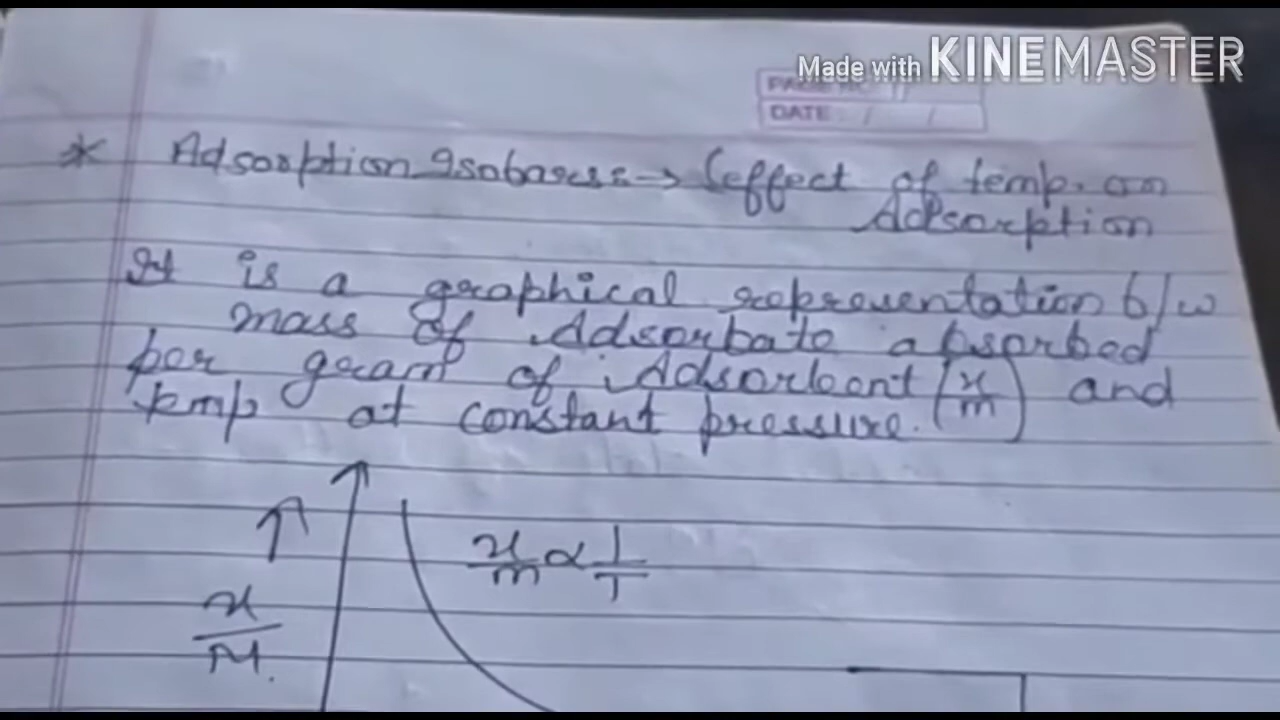 Made with KINEMASTER
PAGE NO.
DATE: / /
* Adsorption Isobars :→ (effect of temp. on
Adsorption
It is a graphical representation b/w
mass of Adsorbate absorbed
per gram of Adsorbent (x/m) and
temp at constant pressure.
x/m ∝ 1/T
x/M.